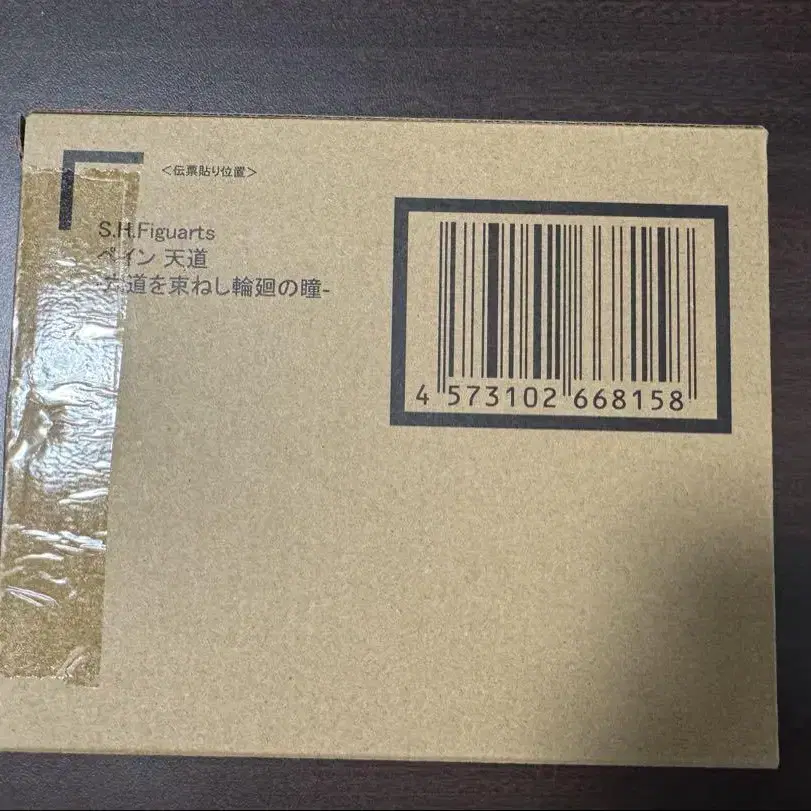 <伝票貼り位置>
S.H.Figuarts
ペイン 天道
-六道を束ねし輪廻の瞳-
4 573102 668158